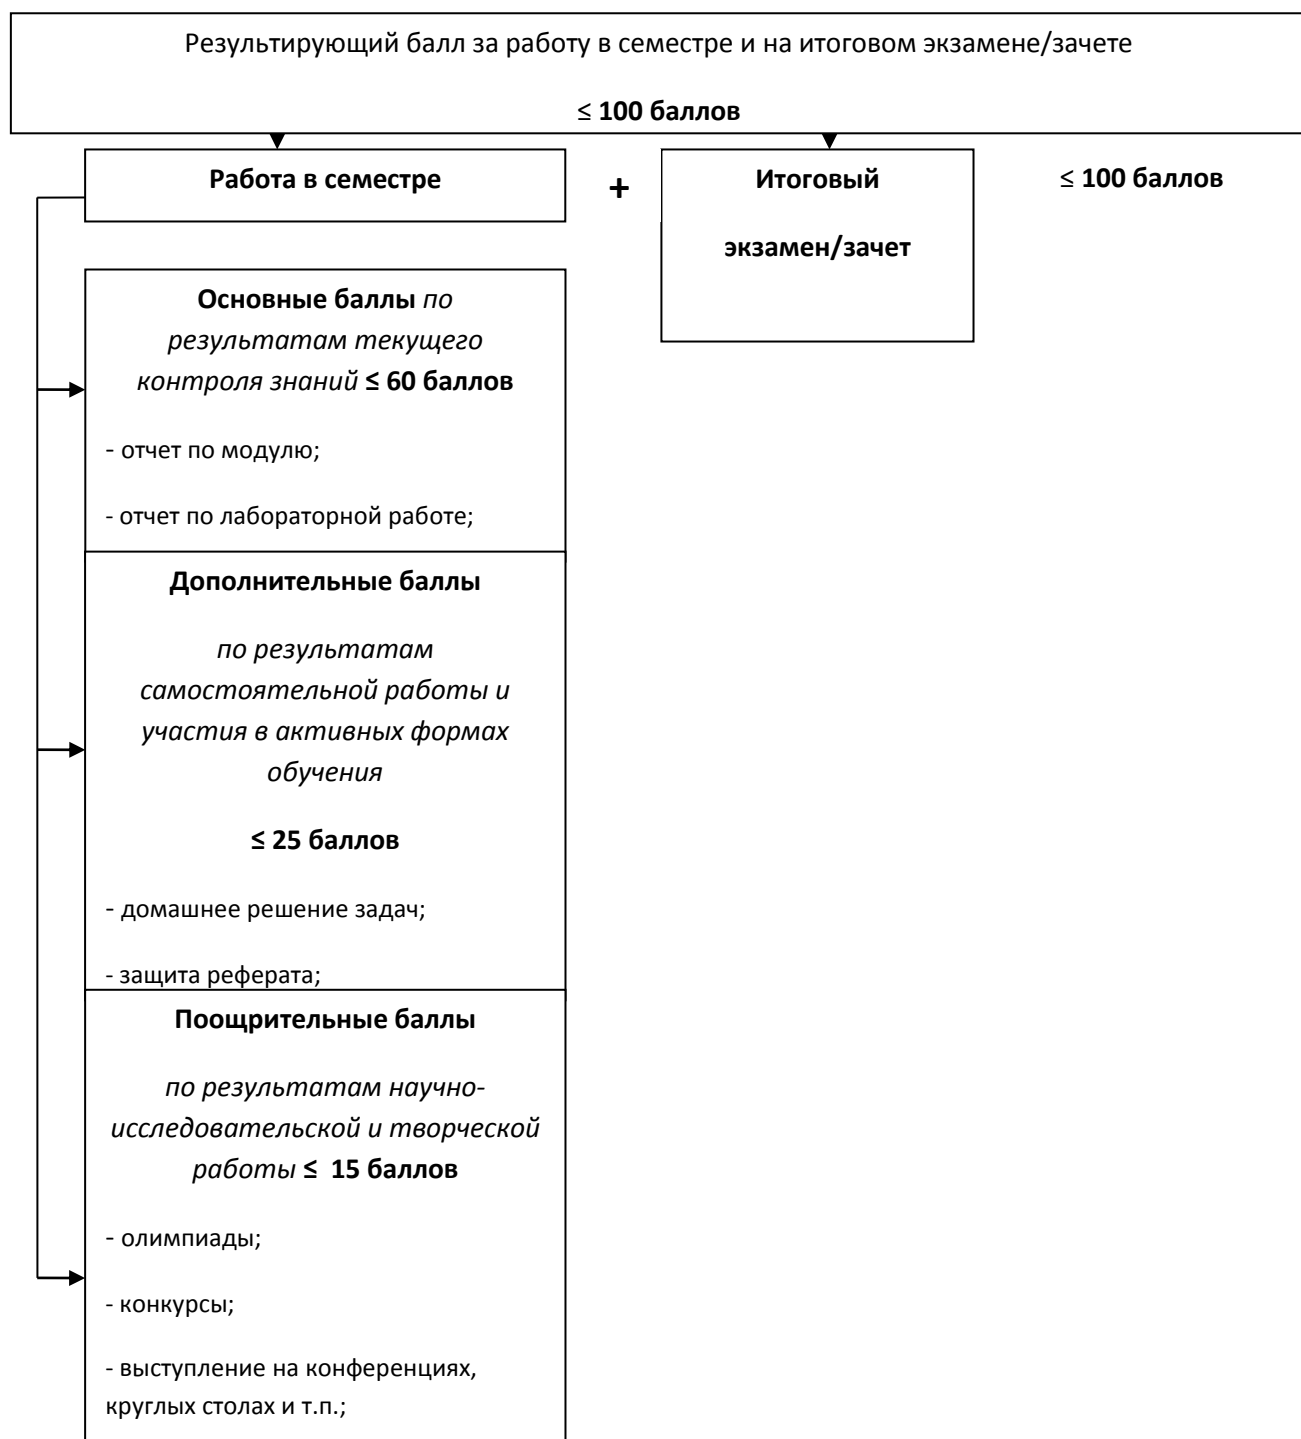 Результирующий балл за работу в семестре и на итоговом экзамене/зачете
≤ 100 баллов
Работа в семестре
+
Итоговый
экзамен/зачет
≤ 100 баллов
Основные баллы по
результатам текущего
контроля знаний ≤ 60 баллов
- отчет по модулю;
- отчет по лабораторной работе;
Дополнительные баллы
по результатам
самостоятельной работы и
участия в активных формах
обучения
≤ 25 баллов
- домашнее решение задач;
- защита реферата;
Поощрительные баллы
по результатам научно-
исследовательской и творческой
работы ≤ 15 баллов
- олимпиады;
- конкурсы;
- выступление на конференциях,
круглых столах и т.п.;